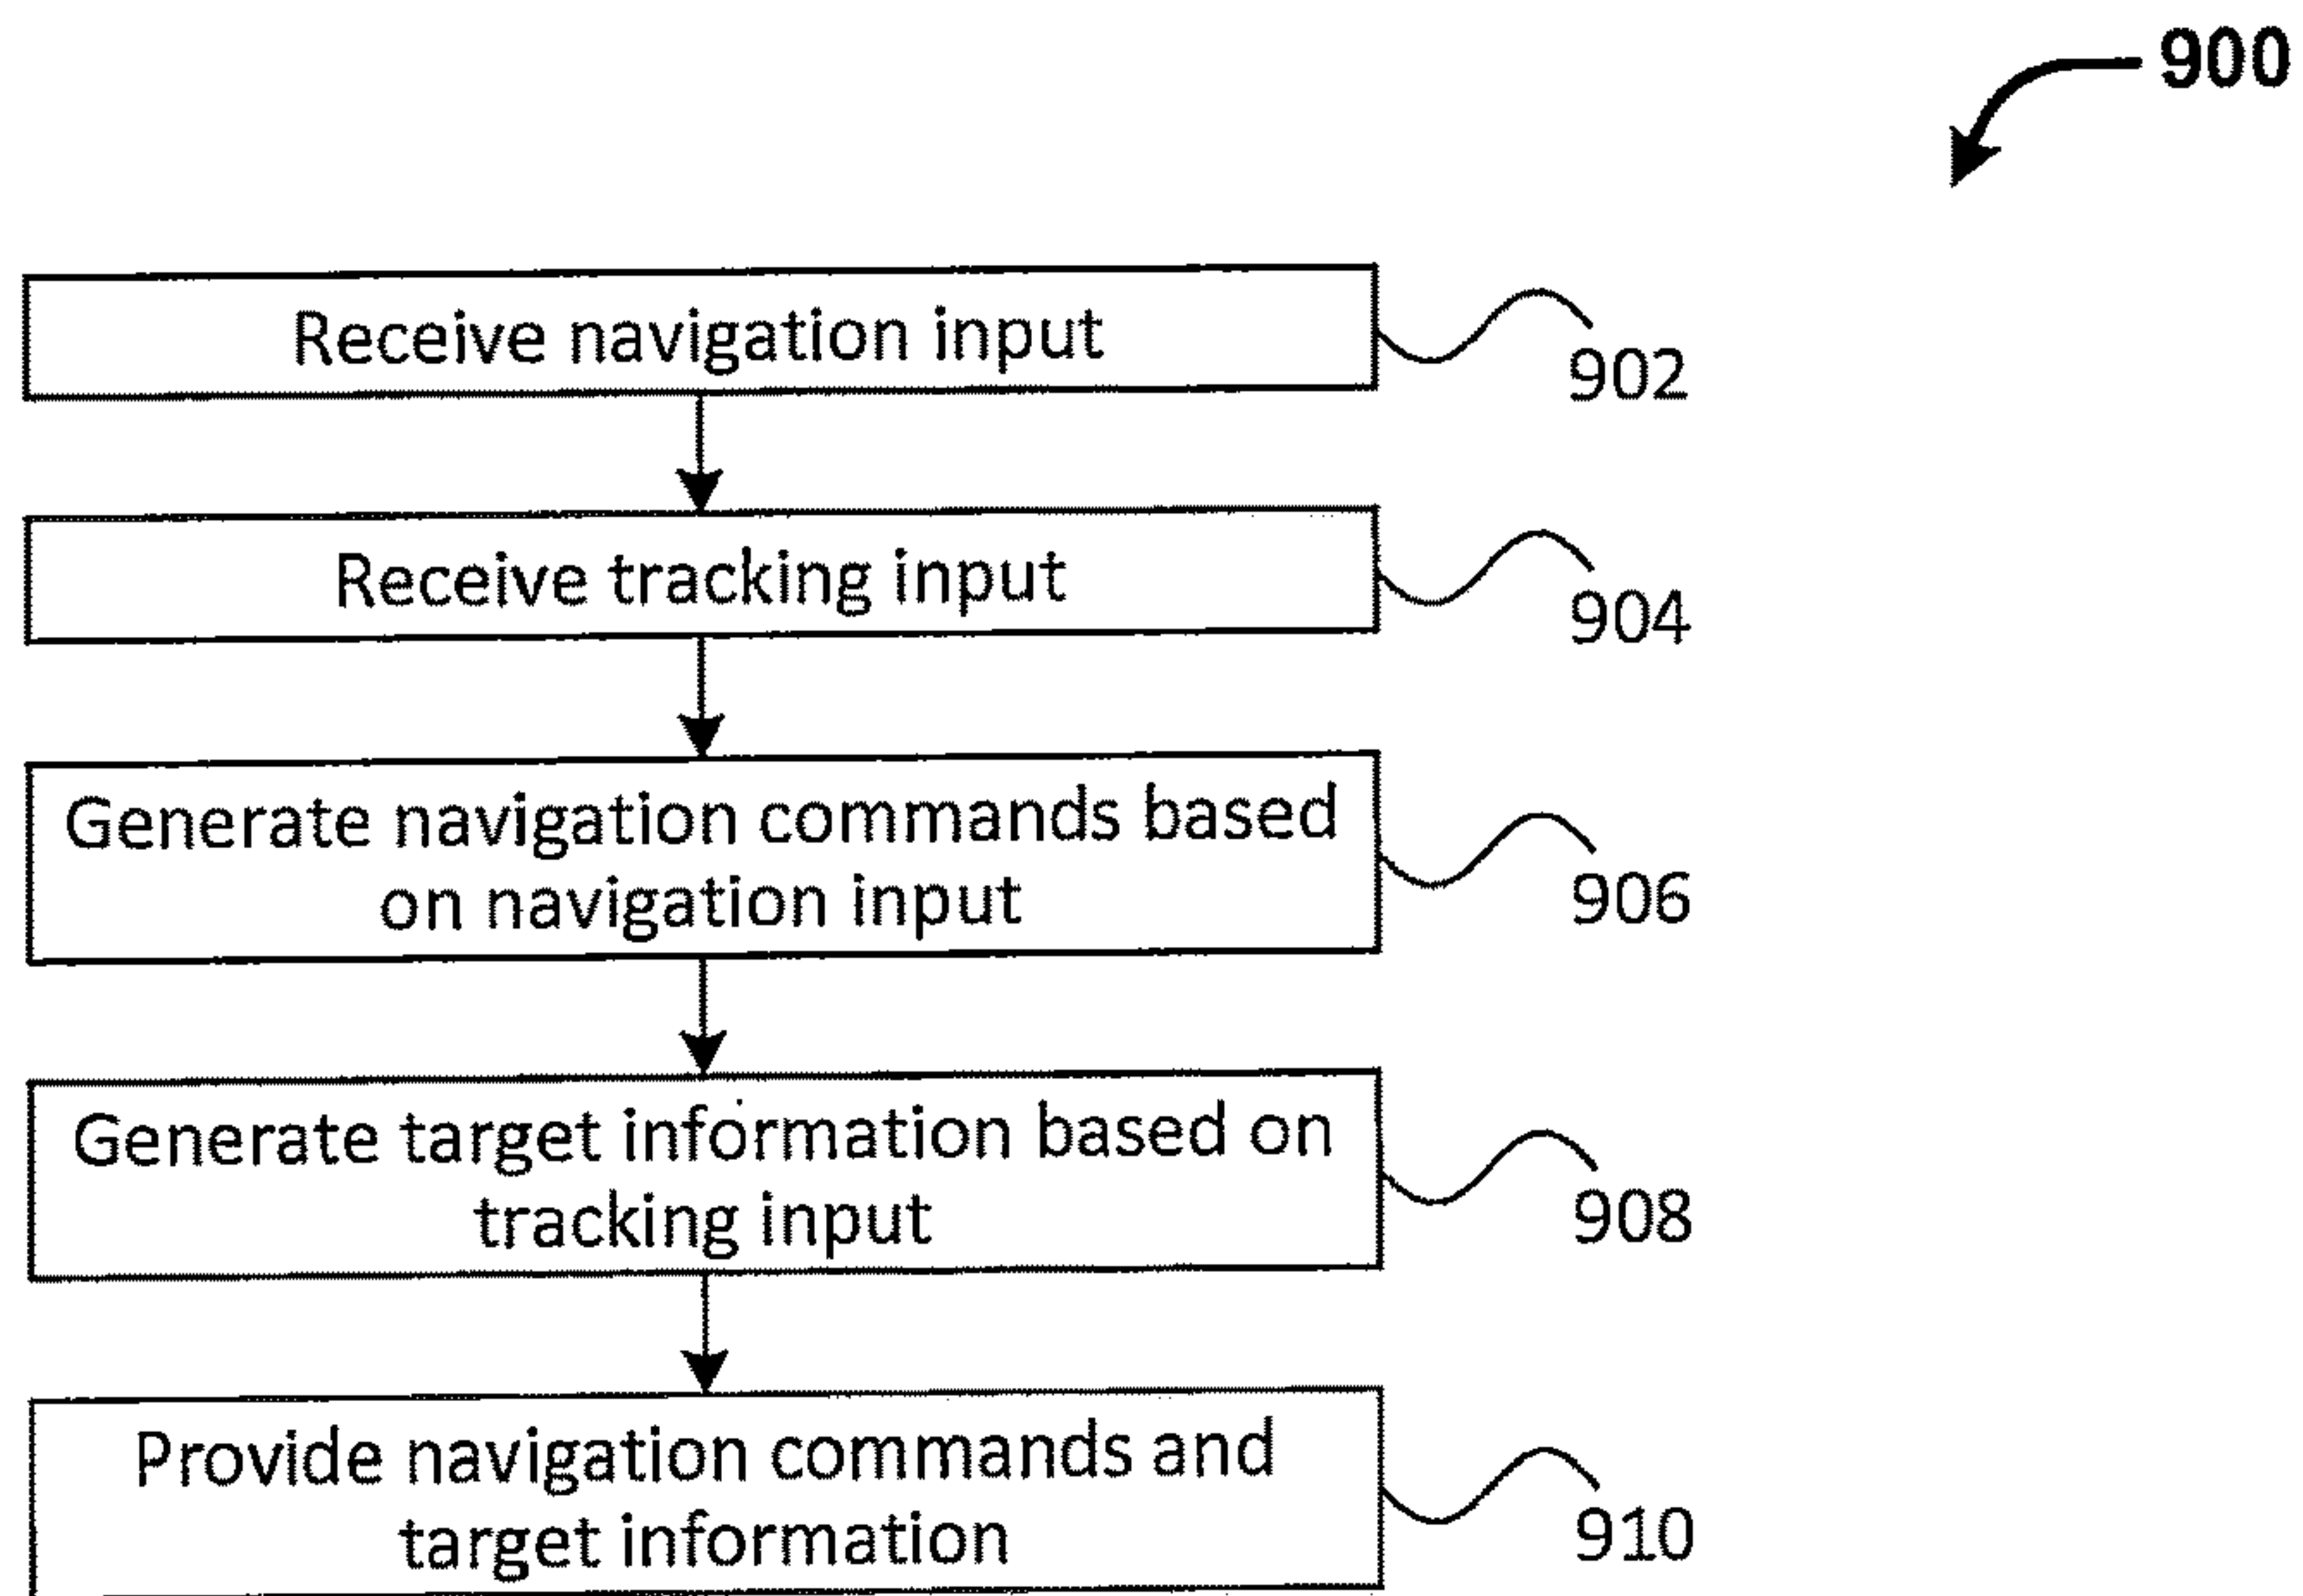 900
Receive navigation input
902
Receive tracking input
904
Generate navigation commands based
on navigation input
906
Generate target information based on
tracking input
908
Provide navigation commands and
target information
910